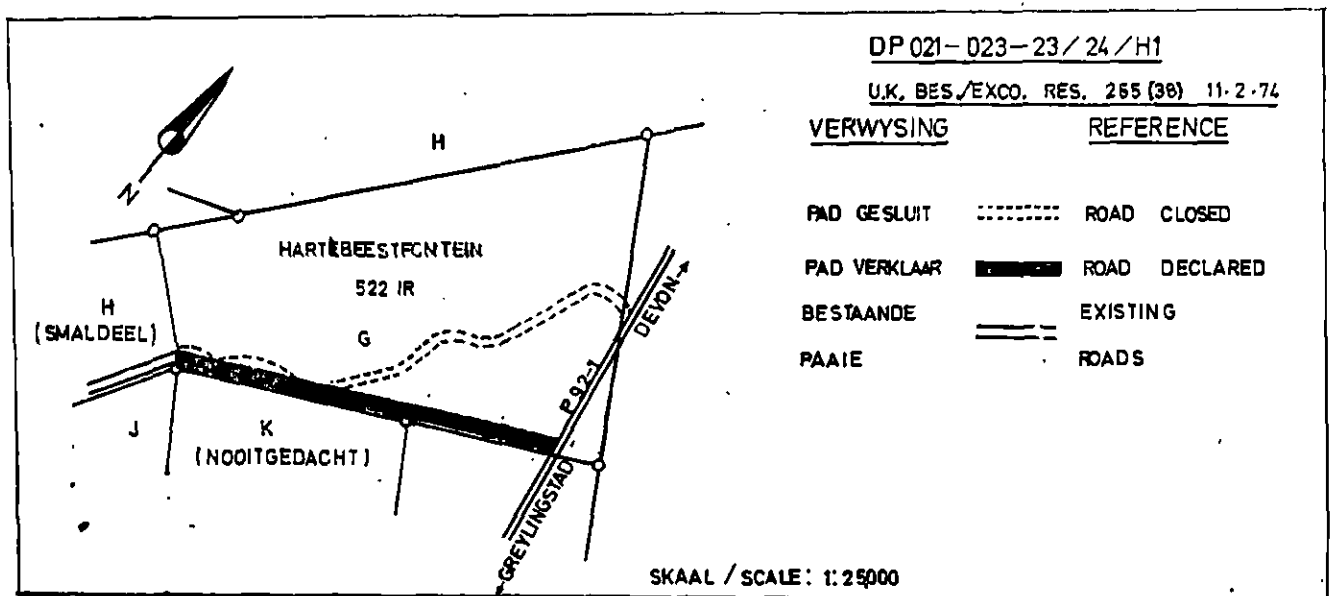 DP 021-023-23/24/H1
U.K. BES./EXCO. RES. 265 (38) 11.2.74
VERWYSING REFERENCE
PAD GESLUIT ROAD CLOSED
PAD VERKLAAR ROAD DECLARED
BESTAANDE EXISTING
PAAIE ROADS
N
H
HARTEBEESTFONTEIN
522 IR
G
H
(SMALDEEL)
J
K
(NOOITGEDACHT)
P.92-1
DEVON
GREYLINGSTAD
SKAAL / SCALE: 1:25000